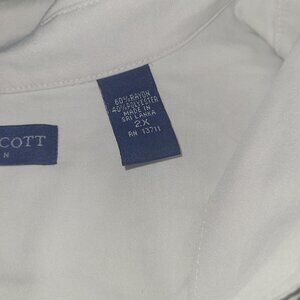 COTT
N
60% RAYON
40% POLYESTER
MADE IN
SRI LANKA
2X
RN 13711